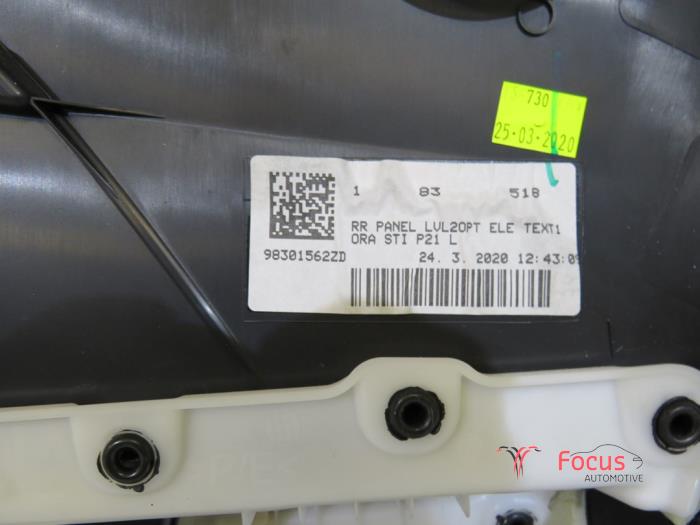 730
25-03-2020
1 83 518
RR PANEL LVL2OPT ELE TEXT1
ORA STI P21 L
98301562ZD
24. 3. 2020 12:43:09
Focus
AUTOMOTIVE